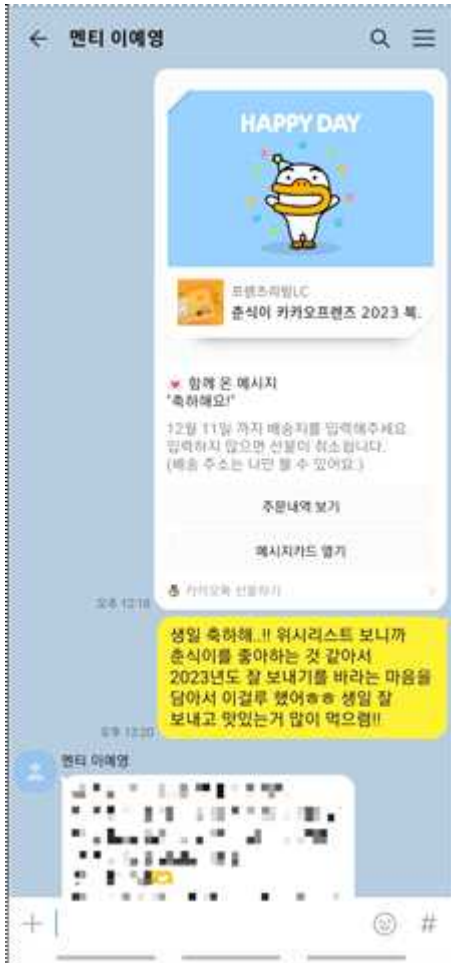 멘티 이예영
HAPPY DAY
프렌즈리빙LC
춘식이 카카오프렌즈 2023 북..
함께 온 메시지
"축하해요!"
12월 11일 까지 배송지를 입력해주세요.
입력하지 않으면 선물이 취소됩니다.
(배송 주소는 나만 볼 수 있어요.)
주문내역 보기
메시지카드 열기
카카오톡 선물하기
오후 12:18
생일 축하해..!! 위시리스트 보니까
춘식이를 좋아하는 것 같아서
2023년도 잘 보내기를 바라는 마음을
담아서 이걸루 했어ㅎㅎ 생일 잘
보내고 맛있는거 많이 먹으렴!!
오후 12:20
멘티 이예영
#